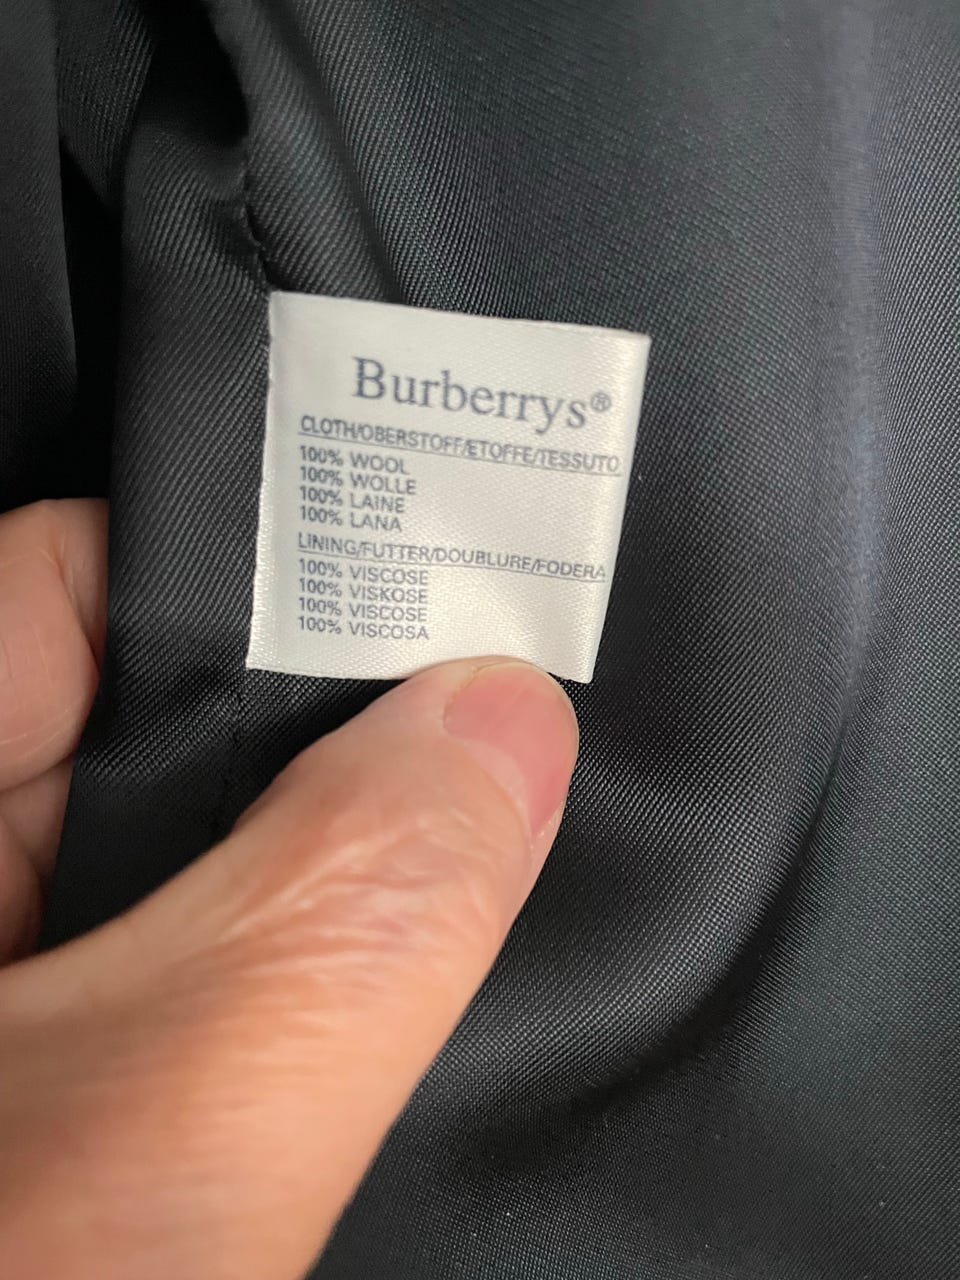 Burberrys®
CLOTH/OBERSTOFF/ETOFFE/TESSUTO
100% WOOL
100% WOLLE
100% LAINE
100% LANA
LINING/FUTTER/DOUBLURE/FODERA
100% VISCOSE
100% VISKOSE
100% VISCOSE
100% VISCOSA